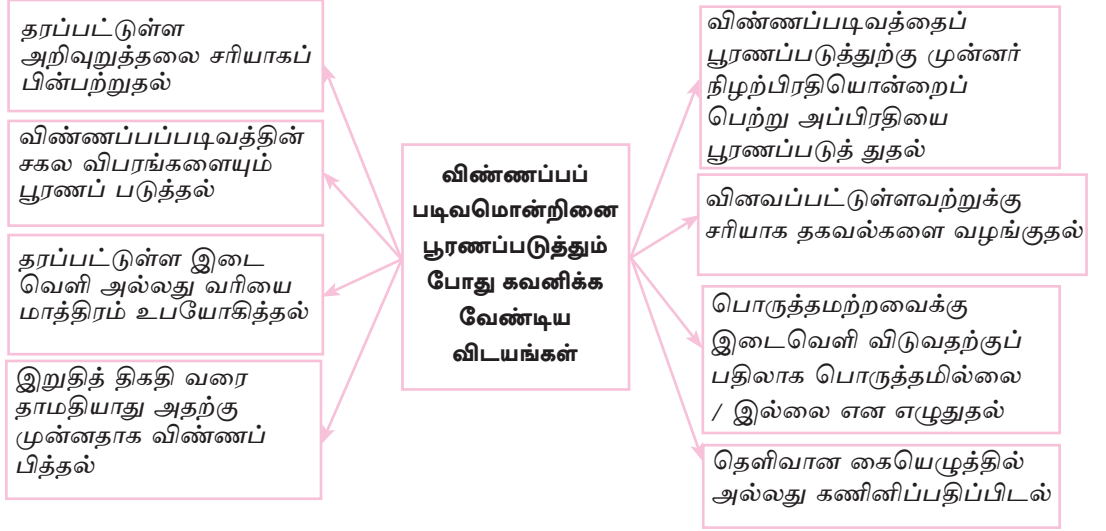 தரப்பட்டுள்ள
அறிவுறுத்தலை சரியாகப்
பின்பற்றுதல்
விண்ணப்பப்படிவத்தின்
சகல விபரங்களையும்
பூரணப் படுத்தல்
தரப்பட்டுள்ள இடை
வெளி அல்லது வரியை
மாத்திரம் உபயோகித்தல்
இறுதித் திகதி வரை
தாமதியாது அதற்கு
முன்னதாக விண்ணப்
பித்தல்
விண்ணப்பப்
படிவமொன்றினை
பூரணப்படுத்தும்
போது கவனிக்க
வேண்டிய
விடயங்கள்
விண்ணப்படிவத்தைப்
பூரணப்படுத்துற்கு முன்னர்
நிழற்பிரதியொன்றைப்
பெற்று அப்பிரதியை
பூரணப்படுத் துதல்
வினவப்பட்டுள்ளவற்றுக்கு
சரியாக தகவல்களை வழங்குதல்
பொருத்தமற்றவைக்கு
இடைவெளி விடுவதற்குப்
பதிலாக பொருத்தமில்லை
/ இல்லை என எழுதுதல்
தெளிவான கையெழுத்தில்
அல்லது கணினிப்பதிப்பிடல்